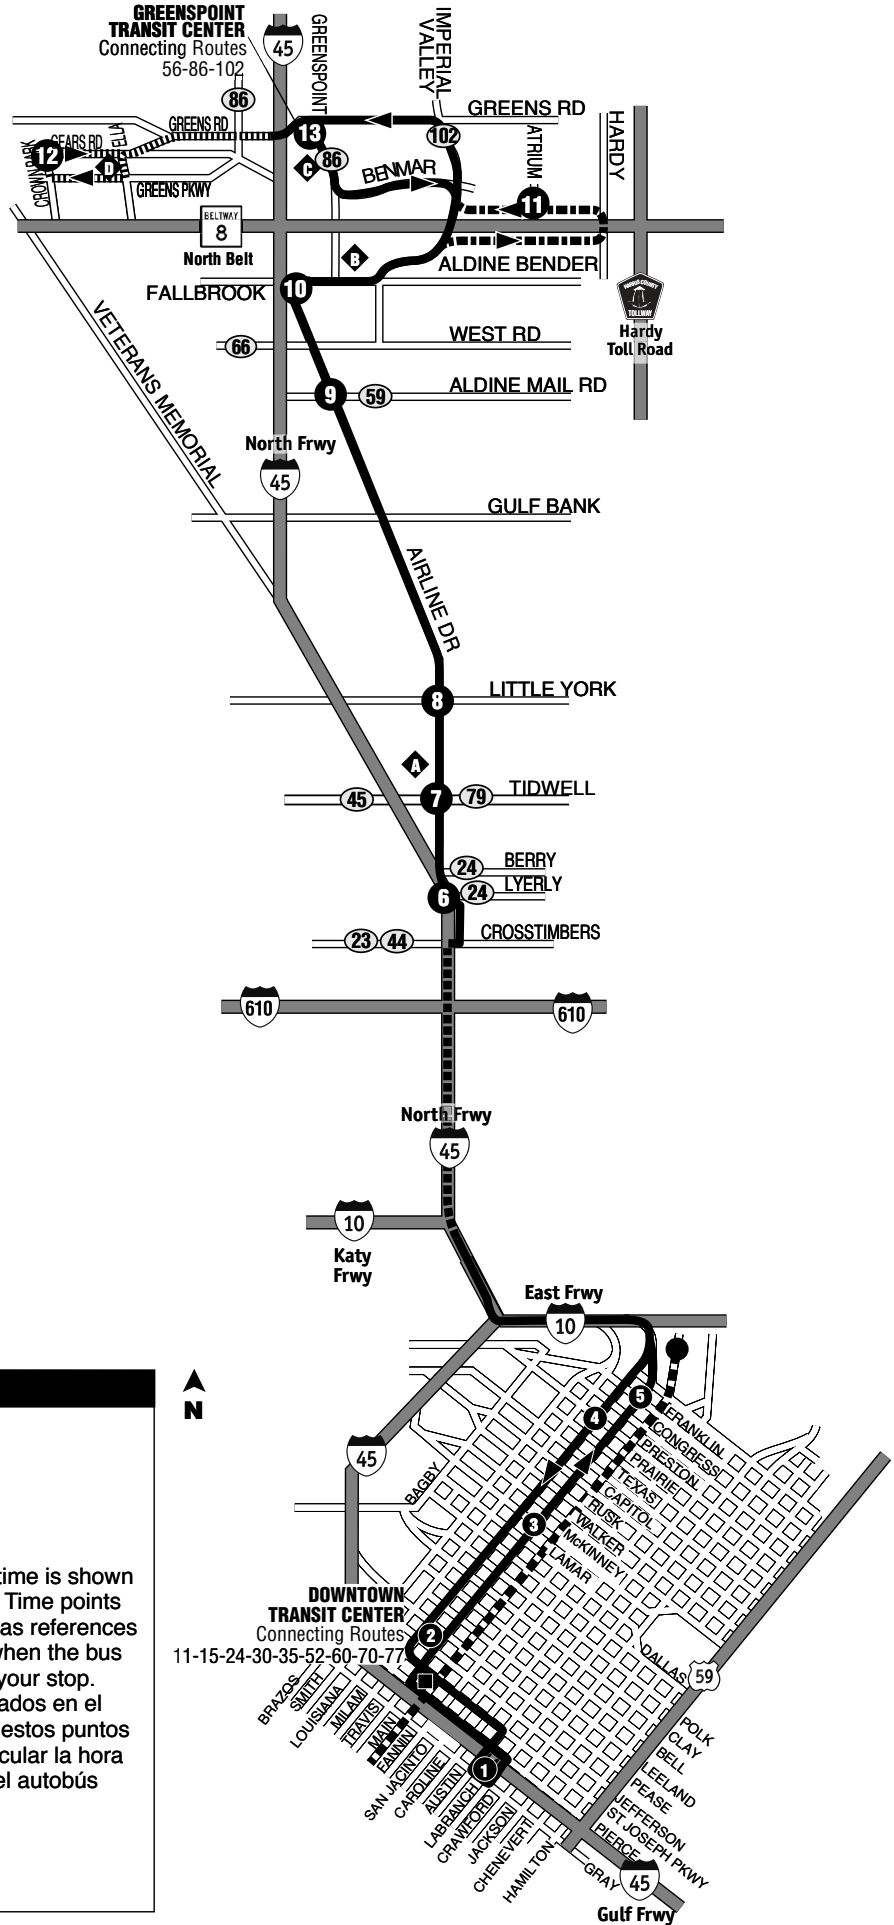 GREENSPOINT
TRANSIT CENTER
Connecting Routes
56-86-102
45
GREENSPOINT
IMPERIAL
VALLEY
86
GREENS RD
GREENS RD
13
102
HARDY
ATRIUM
GEARS RD
ELLA
12
CROWN PARK
D
C
86
BENMAR
GREENS PKWY
11
BELTWAY
8
North Belt
B
ALDINE BENDER
FALLBROOK
10
HARRIS COUNTY
TOLLWAY
Hardy
Toll Road
VETERANS MEMORIAL
66
WEST RD
9
59
ALDINE MAIL RD
North Frwy
45
GULF BANK
AIRLINE DR
8
LITTLE YORK
A
45
7
79
TIDWELL
24
BERRY
6
24
LYERLY
23
44
CROSSTIMBERS
610
610
North Frwy
45
10
Katy
Frwy
East Frwy
10
N
5
4
FRANKLIN
CONGRESS
PRESTON
PRAIRIE
TEXAS
CAPITOL
RUSK
WALKER
McKINNEY
LAMAR
45
BAGBY
3
time is shown
Time points
as references
when the bus
your stop.
ados en el
estos puntos
cular la hora
el autobús
DOWNTOWN
TRANSIT CENTER
Connecting Routes
11-15-24-30-35-52-60-70-77
2
DALLAS
59
BRAZOS
SMITH
LOUISIANA
MILAM
TRAVIS
MAIN
FANNIN
SAN JACINTO
CAROLINE
AUSTIN
LABRANCH
CRAWFORD
JACKSON
CHENEVERT
HAMILTON
1
POLK
CLAY
BELL
LEELAND
PEASE
JEFFERSON
ST JOSEPH PKWY
PIERCE
GRAY
45
Gulf Frwy